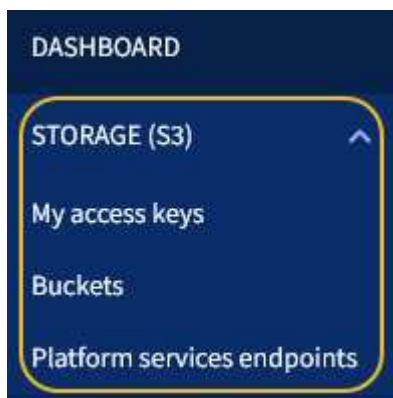 DASHBOARD
STORAGE (S3)
My access keys
Buckets
Platform services endpoints